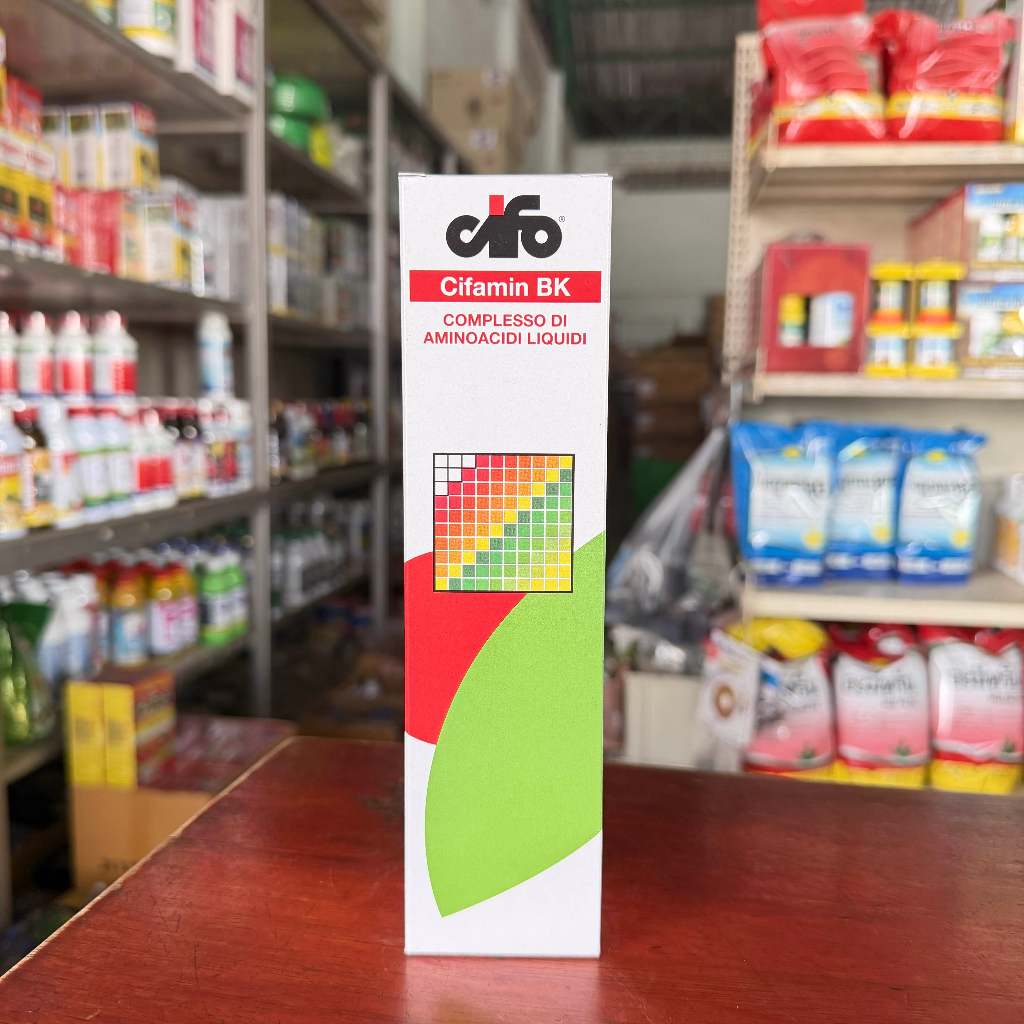 cifo®
Cifamin BK
COMPLESSO DI
AMINOACIDI LIQUIDI